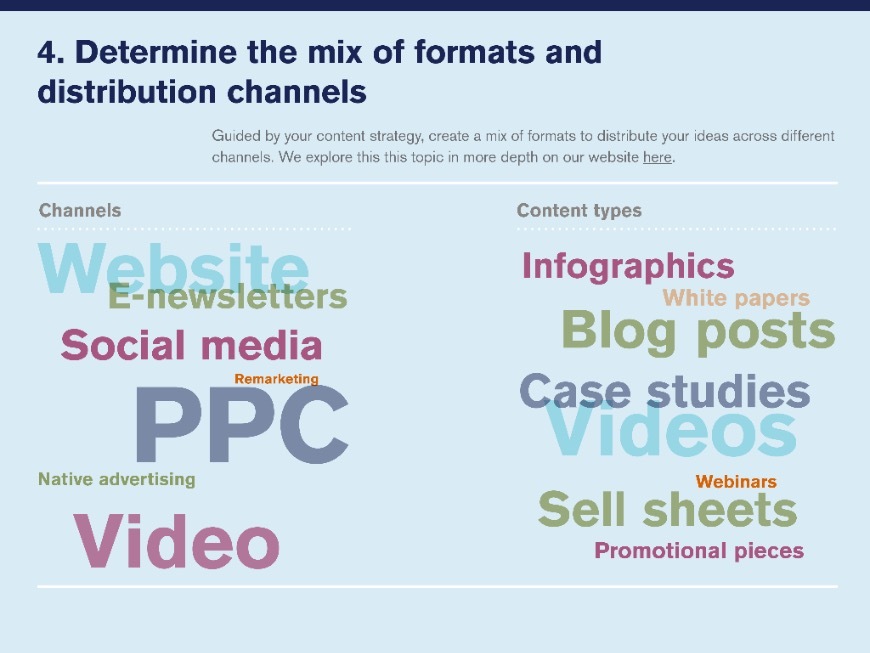 4. Determine the mix of formats and
distribution channels
Guided by your content strategy, create a mix of formats to distribute your ideas across different
channels. We explore this this topic in more depth on our website here.
Channels
Website
E-newsletters
Social media
Remarketing
PPC
Native advertising
Video
Content types
Infographics
White papers
Blog posts
Case studies
Videos
Webinars
Sell sheets
Promotional pieces